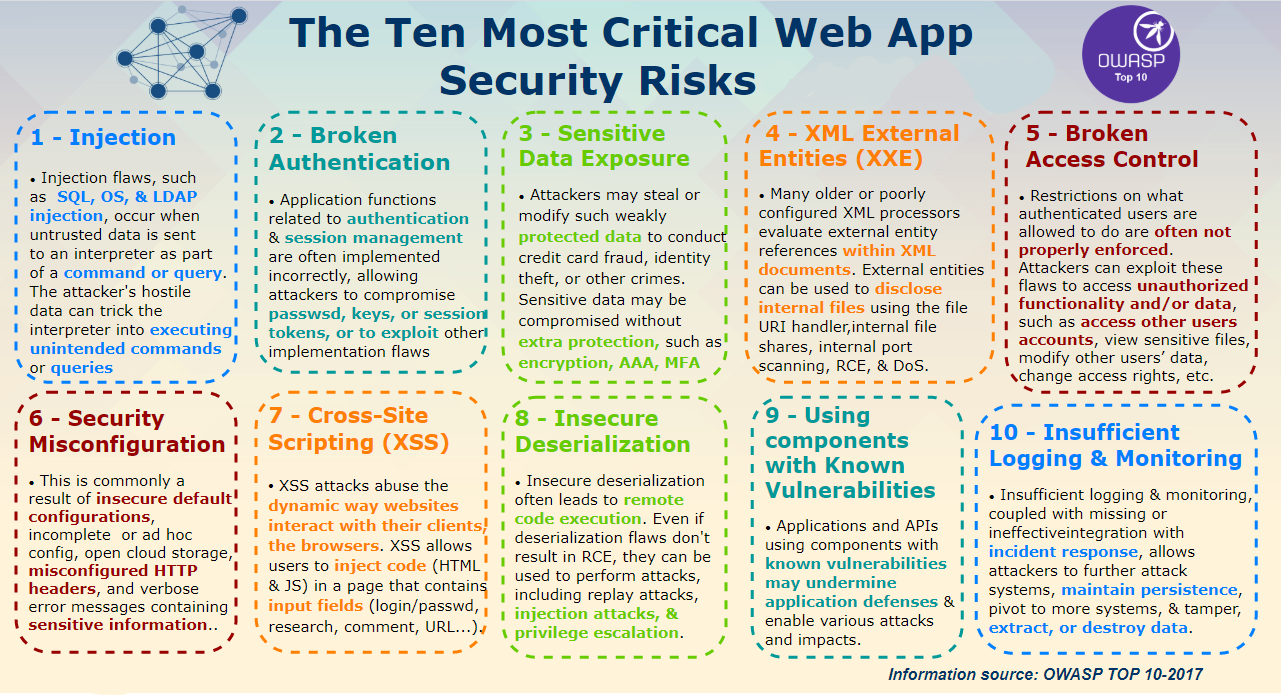 The Ten Most Critical Web App
Security Risks
OWASP
Top 10
1 - Injection
• Injection flaws, such
as SQL, OS, & LDAP
injection, occur when
untrusted data is sent
to an interpreter as part
of a command or query.
The attacker's hostile
data can trick the
interpreter into executing
unintended commands
or queries
2 - Broken
Authentication
• Application functions
related to authentication
& session management
are often implemented
incorrectly, allowing
attackers to compromise
passwsd, keys, or session
tokens, or to exploit other
implementation flaws
3 - Sensitive
Data Exposure
• Attackers may steal or
modify such weakly
protected data to conduct
credit card fraud, identity
theft, or other crimes.
Sensitive data may be
compromised without
extra protection, such as
encryption, AAA, MFA
4 - XML External
Entities (XXE)
• Many older or poorly
configured XML processors
evaluate external entity
references within XML
documents. External entities
can be used to disclose
internal files using the file
URI handler,internal file
shares, internal port
scanning, RCE, & DoS.
5 - Broken
Access Control
• Restrictions on what
authenticated users are
allowed to do are often not
properly enforced.
Attackers can exploit these
flaws to access unauthorized
functionality and/or data,
such as access other users
accounts, view sensitive files,
modify other users’ data,
change access rights, etc.
6 - Security
Misconfiguration
• This is commonly a
result of insecure default
configurations,
incomplete or ad hoc
config, open cloud storage,
misconfigured HTTP
headers, and verbose
error messages containing
sensitive information..
7 - Cross-Site
Scripting (XSS)
• XSS attacks abuse the
dynamic way websites
interact with their clients,
the browsers. XSS allows
users to inject code (HTML
& JS) in a page that contains
input fields (login/passwd,
research, comment, URL...).
8 - Insecure
Deserialization
• Insecure deserialization
often leads to remote
code execution. Even if
deserialization flaws don't
result in RCE, they can be
used to perform attacks,
including replay attacks,
injection attacks, &
privilege escalation.
9 - Using
components
with Known
Vulnerabilities
• Applications and APIs
using components with
known vulnerabilities
may undermine
application defenses &
enable various attacks
and impacts.
10 - Insufficient
Logging & Monitoring
• Insufficient logging & monitoring,
coupled with missing or
ineffectiveintegration with
incident response, allows
attackers to further attack
systems, maintain persistence,
pivot to more systems, & tamper,
extract, or destroy data.
Information source: OWASP TOP 10-2017